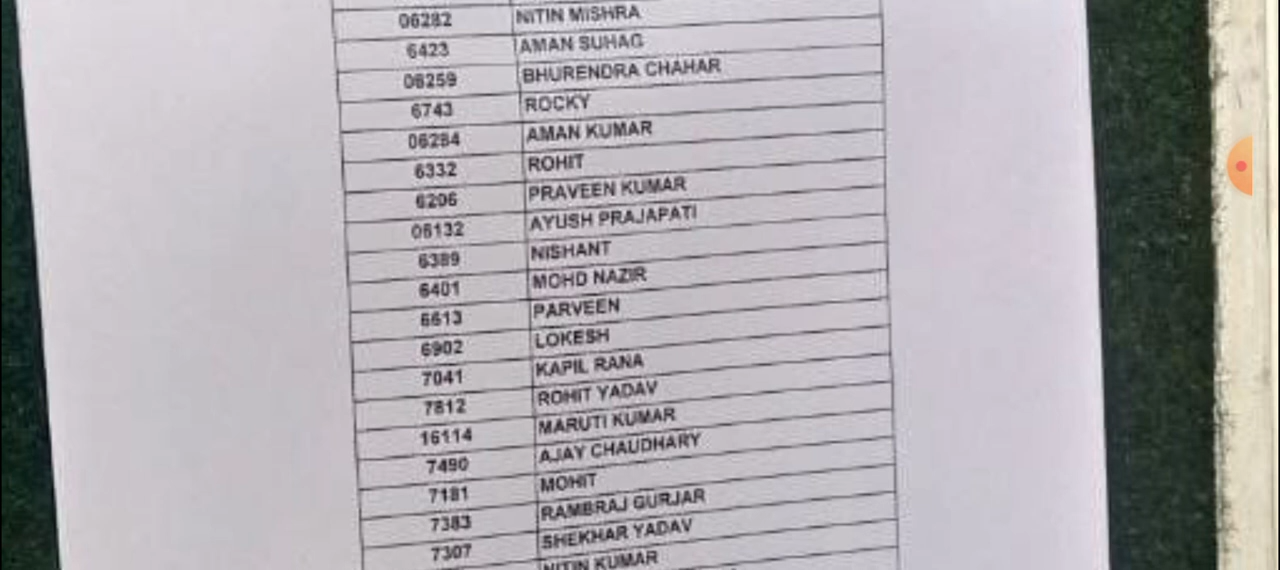 06282 NITIN MISHRA
6423 AMAN SUHAG
06259 BHURENDRA CHAHAR
6743 ROCKY
06284 AMAN KUMAR
6332 ROHIT
6206 PRAVEEN KUMAR
06132 AYUSH PRAJAPATI
6389 NISHANT
6401 MOHD NAZIR
6613 PARVEEN
6902 LOKESH
7041 KAPIL RANA
7812 ROHIT YADAV
16114 MARUTI KUMAR
7490 AJAY CHAUDHARY
7181 MOHIT
7383 RAMBRAJ GURJAR
7307 SHEKHAR YADAV
NITIN KUMAR